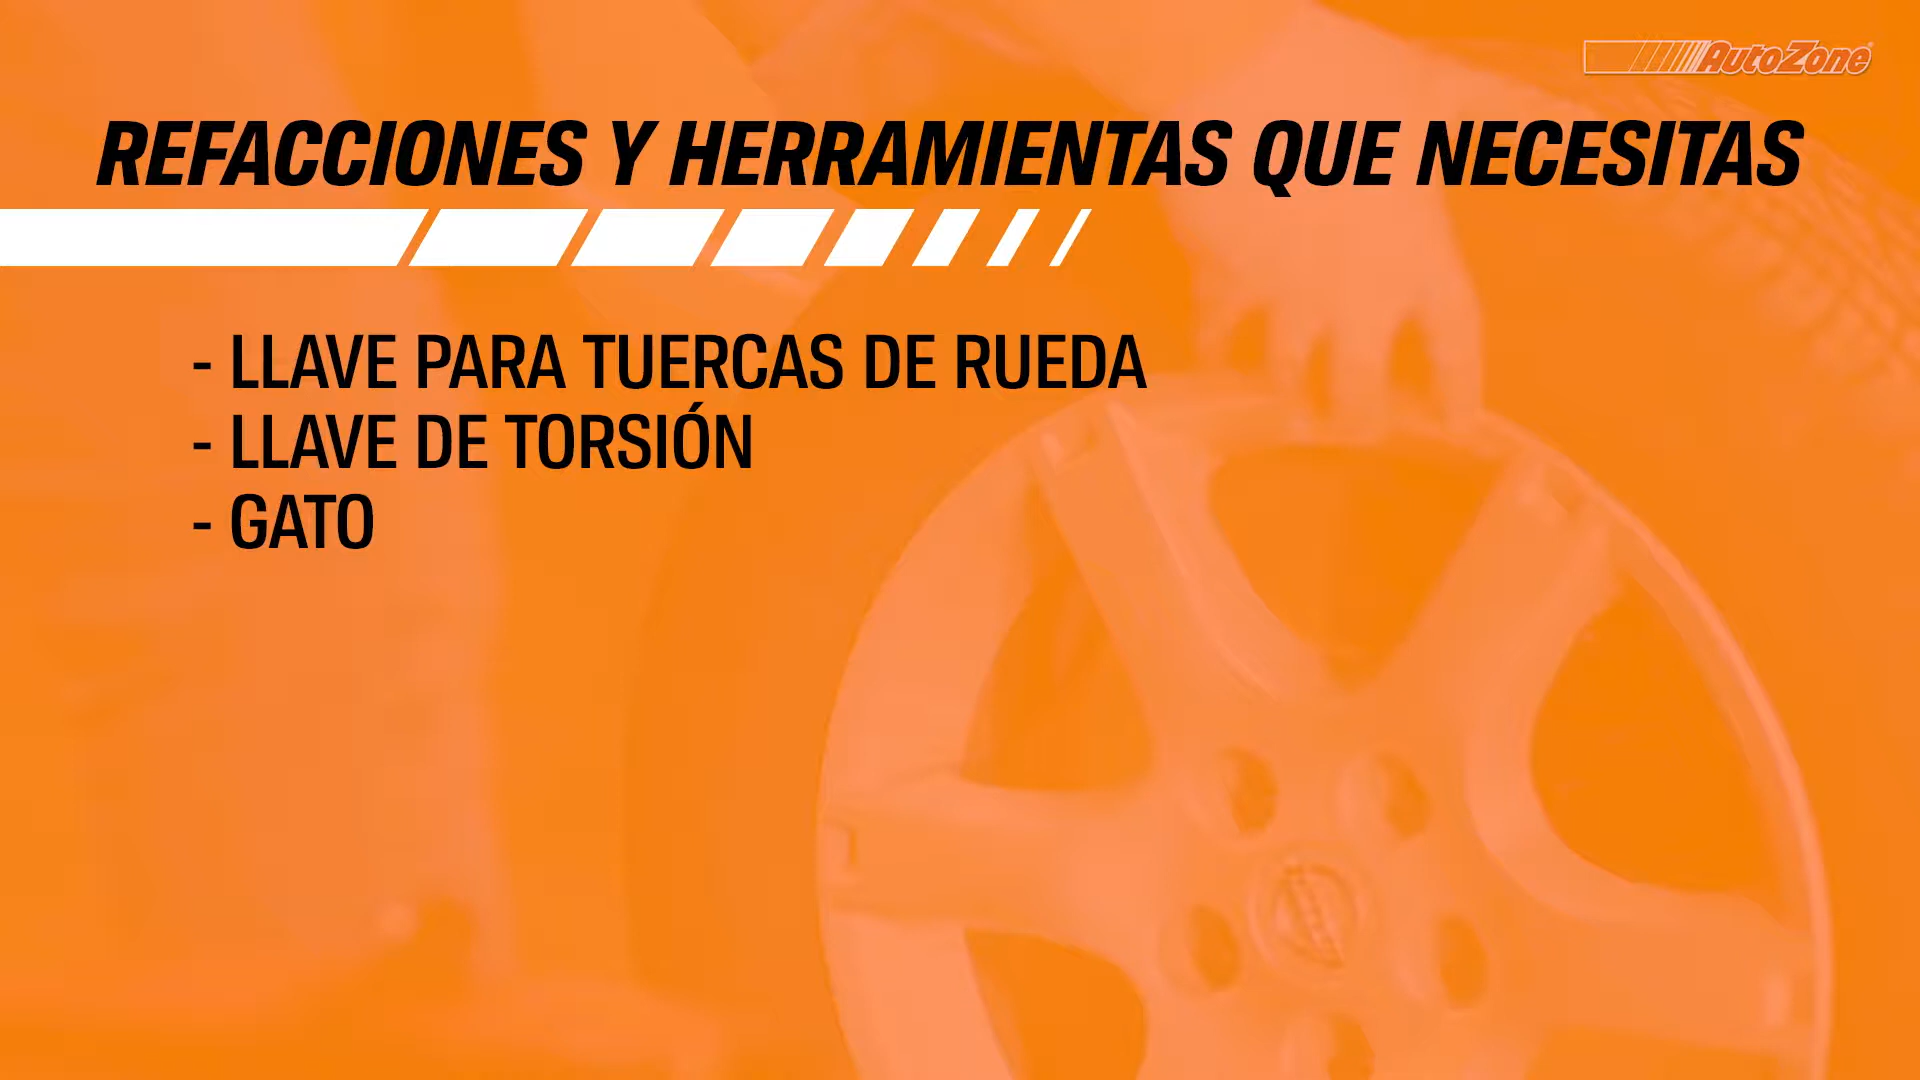 AutoZone
REFACCIONES Y HERRAMIENTAS QUE NECESITAS
- LLAVE PARA TUERCAS DE RUEDA
- LLAVE DE TORSIÓN
- GATO